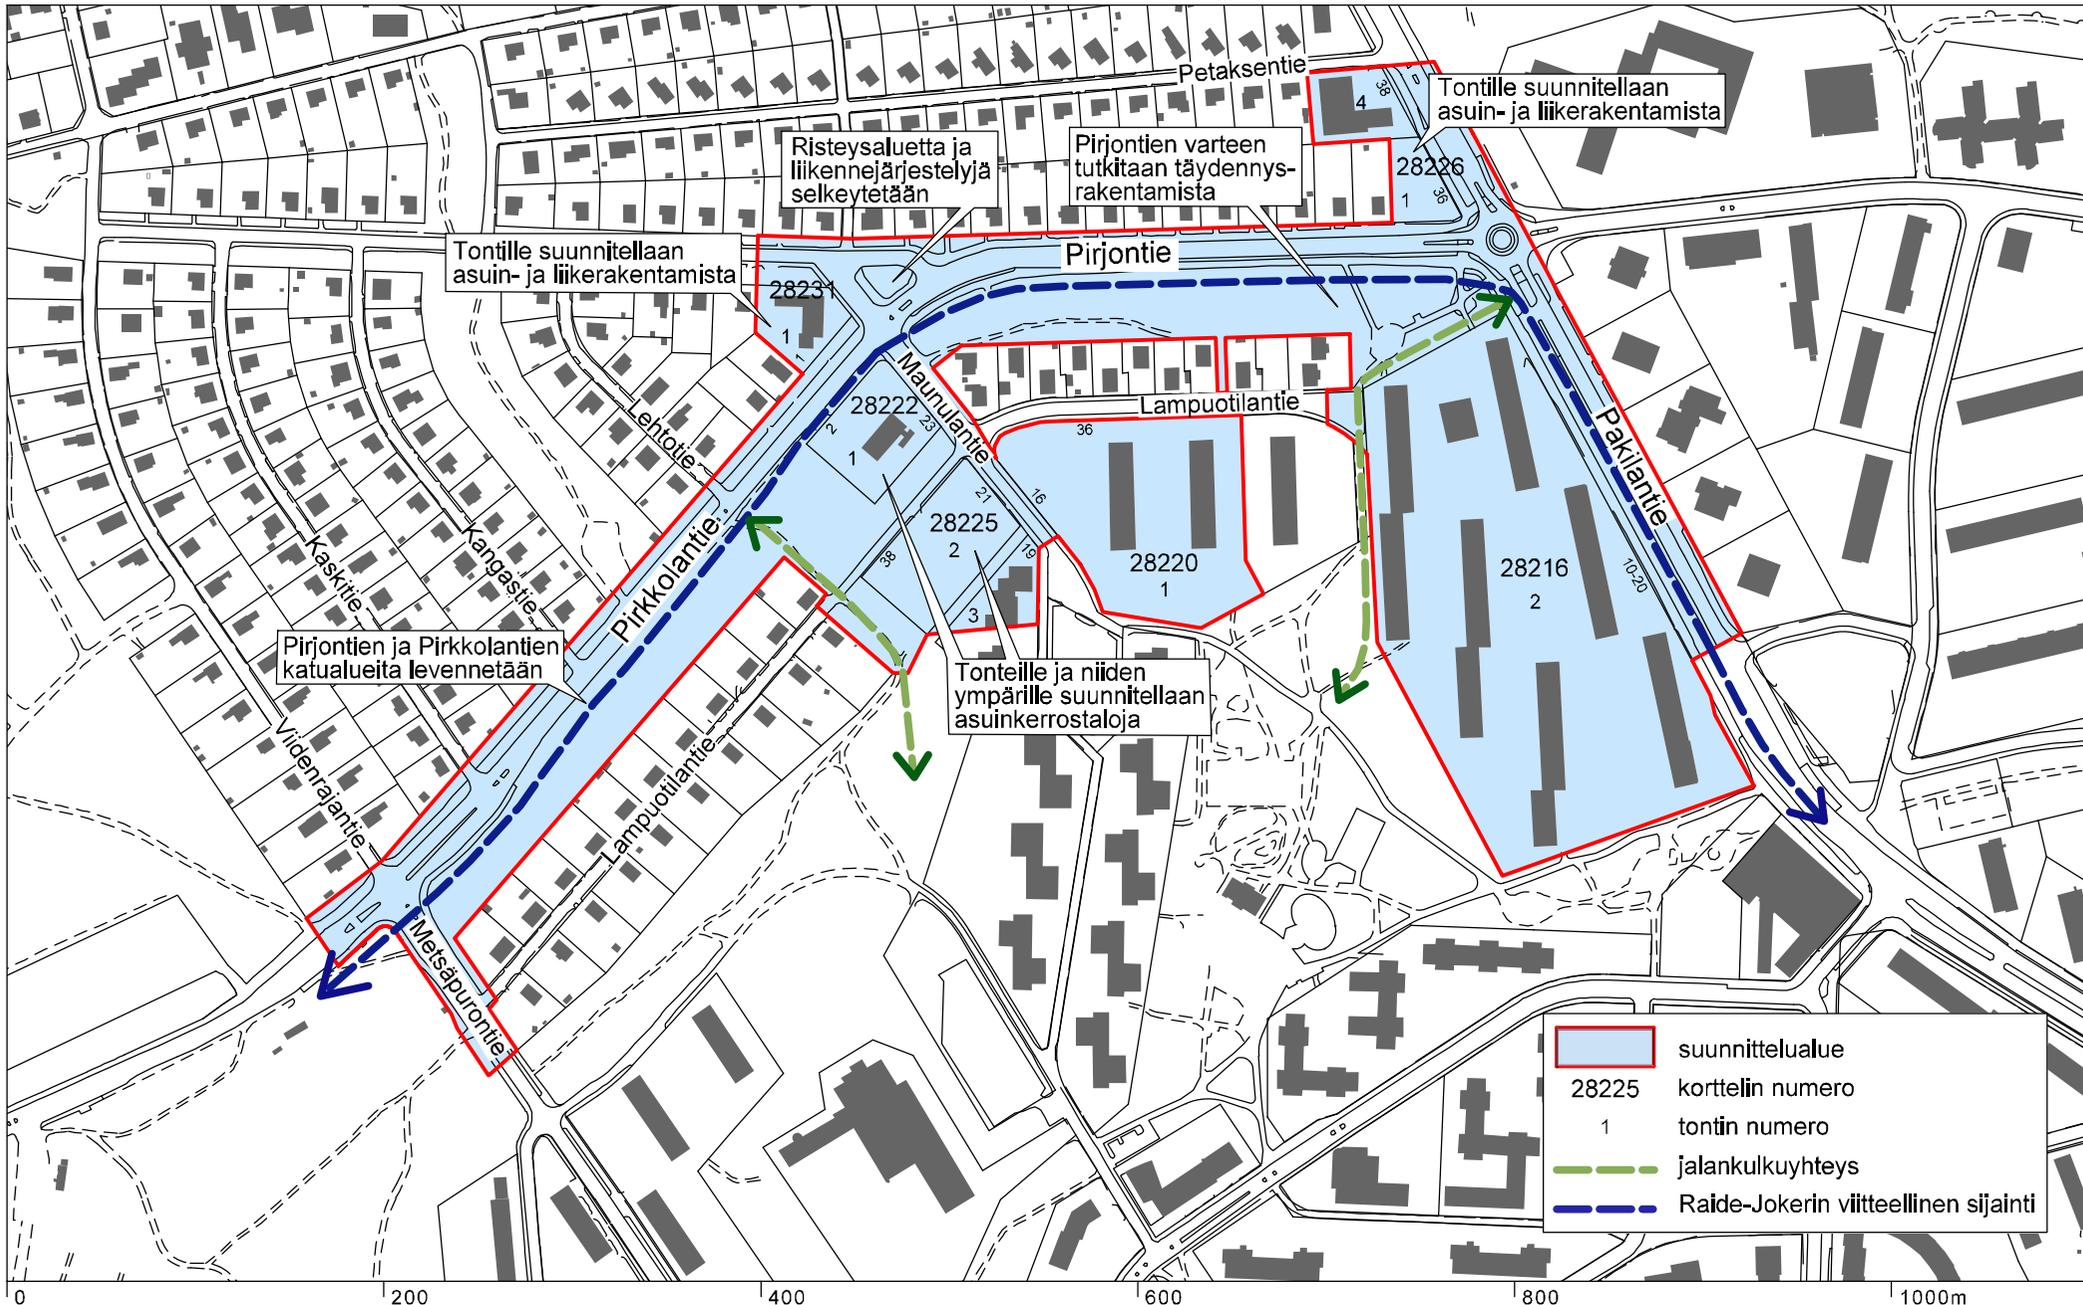 Petaksentie
38
4
Tontille suunnitellaan
asuin- ja liikerakentamista
Risteysaluetta ja
liikennejärjestelyjä
selkeytetään
Pirjontien varteen
tutkitaan täydennys-
rakentamista
28226
1
36
Tontille suunnitellaan
asuin- ja liikerakentamista
Pirjontie
28231
1
1
Maunulantie
28222
2
23
1
Lampuotilantie
36
Lehtotie
Pakilantie
21
16
28225
2
38
19
3
28220
1
28216
2
10-20
1
Kaskitie
Kangastie
Pirkkolantie
Pirjontien ja Pirkkolantien
katualueita levennetään
Tonteille ja niiden
ympärille suunnitellaan
asuinkerrostaloja
Viidenrajantie
Lampuotilantie
Metsäpurontie
suunnittelualue
28225 korttelin numero
1 tontin numero
jalankulkuyhteys
Raide-Jokerin viitteellinen sijainti
0 200 400 600 800 1000m